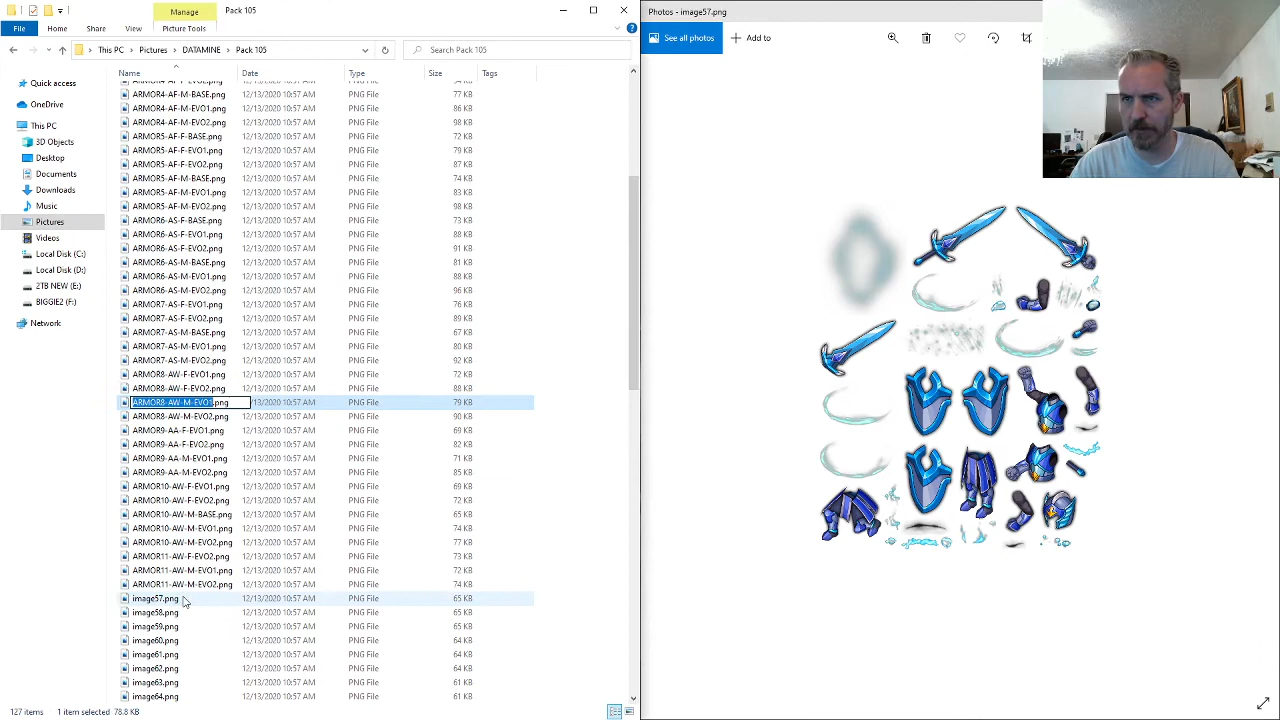 Manage
Pack 105
File
Home
Share
View
Picture Tools
This PC
Pictures
DATAMINE
Pack 105
Search Pack 105
Name
Date
Type
Size
Tags
Quick access
OneDrive
This PC
3D Objects
Desktop
Documents
Downloads
Music
Pictures
Videos
Local Disk (C:)
Local Disk (D:)
2TB NEW (E:)
BIGGIE2 (F:)
Network
ARMOR4-AF-M-BASE.png 12/13/2020 10:57 AM PNG File 77 KB
ARMOR4-AF-M-EVO1.png 12/13/2020 10:57 AM PNG File 86 KB
ARMOR4-AF-M-EVO2.png 12/13/2020 10:57 AM PNG File 98 KB
ARMOR5-AF-F-BASE.png 12/13/2020 10:57 AM PNG File 72 KB
ARMOR5-AF-F-EVO1.png 12/13/2020 10:57 AM PNG File 79 KB
ARMOR5-AF-F-EVO2.png 12/13/2020 10:57 AM PNG File 87 KB
ARMOR5-AF-M-BASE.png 12/13/2020 10:57 AM PNG File 74 KB
ARMOR5-AF-M-EVO1.png 12/13/2020 10:57 AM PNG File 83 KB
ARMOR5-AF-M-EVO2.png 12/13/2020 10:57 AM PNG File 98 KB
ARMOR6-AS-F-BASE.png 12/13/2020 10:57 AM PNG File 73 KB
ARMOR6-AS-F-EVO1.png 12/13/2020 10:57 AM PNG File 88 KB
ARMOR6-AS-F-EVO2.png 12/13/2020 10:57 AM PNG File 91 KB
ARMOR6-AS-M-BASE.png 12/13/2020 10:57 AM PNG File 81 KB
ARMOR6-AS-M-EVO1.png 12/13/2020 10:57 AM PNG File 88 KB
ARMOR6-AS-M-EVO2.png 12/13/2020 10:57 AM PNG File 96 KB
ARMOR7-AS-F-EVO1.png 12/13/2020 10:57 AM PNG File 76 KB
ARMOR7-AS-F-EVO2.png 12/13/2020 10:57 AM PNG File 89 KB
ARMOR7-AS-M-BASE.png 12/13/2020 10:57 AM PNG File 67 KB
ARMOR7-AS-M-EVO1.png 12/13/2020 10:57 AM PNG File 80 KB
ARMOR7-AS-M-EVO2.png 12/13/2020 10:57 AM PNG File 92 KB
ARMOR8-AW-F-EVO1.png 12/13/2020 10:57 AM PNG File 72 KB
ARMOR8-AW-F-EVO2.png 12/13/2020 10:57 AM PNG File 88 KB
ARMOR8-AW-M-EVO1.png /13/2020 10:57 AM PNG File 79 KB
ARMOR8-AW-M-EVO2.png 12/13/2020 10:57 AM PNG File 90 KB
ARMOR9-AA-F-EVO1.png 12/13/2020 10:57 AM PNG File 69 KB
ARMOR9-AA-F-EVO2.png 12/13/2020 10:57 AM PNG File 82 KB
ARMOR9-AA-M-EVO1.png 12/13/2020 10:57 AM PNG File 71 KB
ARMOR9-AA-M-EVO2.png 12/13/2020 10:57 AM PNG File 85 KB
ARMOR10-AW-F-EVO1.png 12/13/2020 10:57 AM PNG File 69 KB
ARMOR10-AW-F-EVO2.png 12/13/2020 10:57 AM PNG File 72 KB
ARMOR10-AW-M-BASE.png 12/13/2020 10:57 AM PNG File 65 KB
ARMOR10-AW-M-EVO1.png 12/13/2020 10:57 AM PNG File 74 KB
ARMOR10-AW-M-EVO2.png 12/13/2020 10:57 AM PNG File 77 KB
ARMOR11-AW-F-EVO2.png 12/13/2020 10:57 AM PNG File 73 KB
ARMOR11-AW-M-EVO1.png 12/13/2020 10:57 AM PNG File 72 KB
ARMOR11-AW-M-EVO2.png 12/13/2020 10:57 AM PNG File 74 KB
image57.png 12/13/2020 10:57 AM PNG File 65 KB
image58.png 12/13/2020 10:57 AM PNG File 65 KB
image59.png 12/13/2020 10:57 AM PNG File 65 KB
image60.png 12/13/2020 10:57 AM PNG File 64 KB
image61.png 12/13/2020 10:57 AM PNG File 64 KB
image62.png 12/13/2020 10:57 AM PNG File 64 KB
image63.png 12/13/2020 10:57 AM PNG File 61 KB
image64.png 12/13/2020 10:57 AM PNG File 61 KB
127 items
1 item selected 78.8 KB
Photos - image57.png
See all photos
Add to